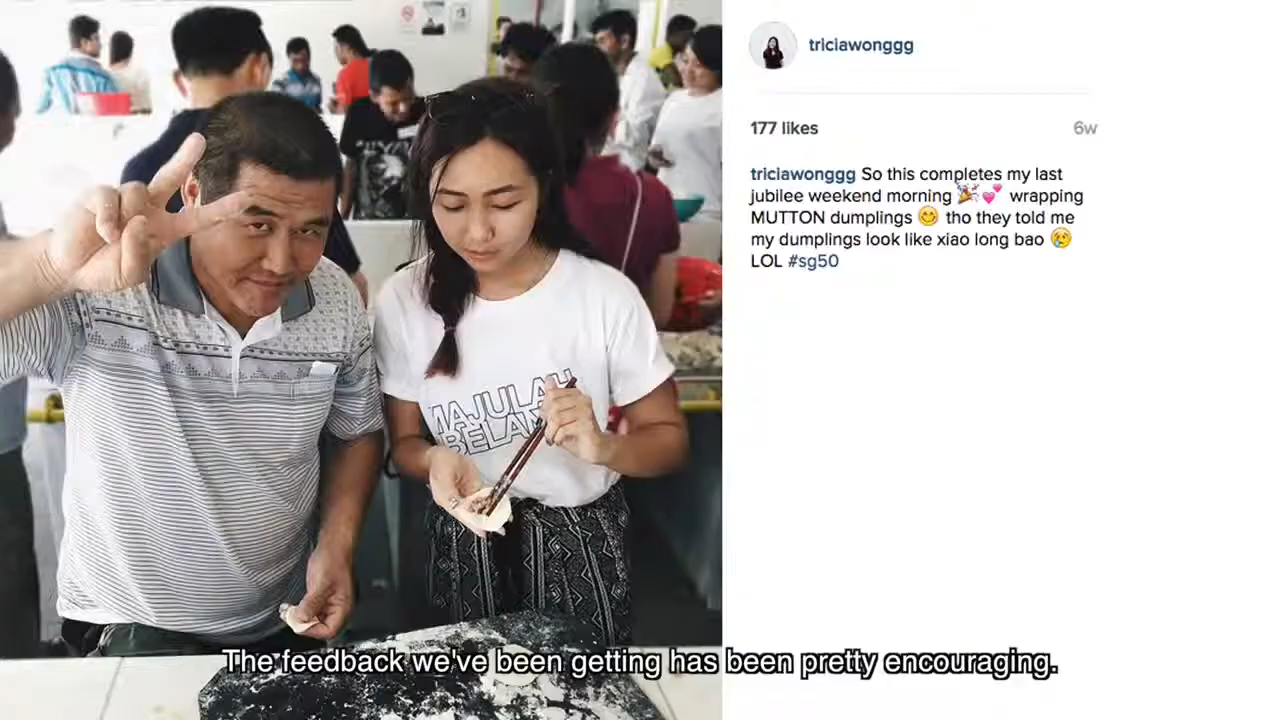 triciawonggg
177 likes
6w
triciawonggg So this completes my last
jubilee weekend morning 🎉💕 wrapping
MUTTON dumplings 😋 tho they told me
my dumplings look like xiao long bao 😢
LOL #sg50
MAJULAH
BELAN
The feedback we've been getting has been pretty encouraging.